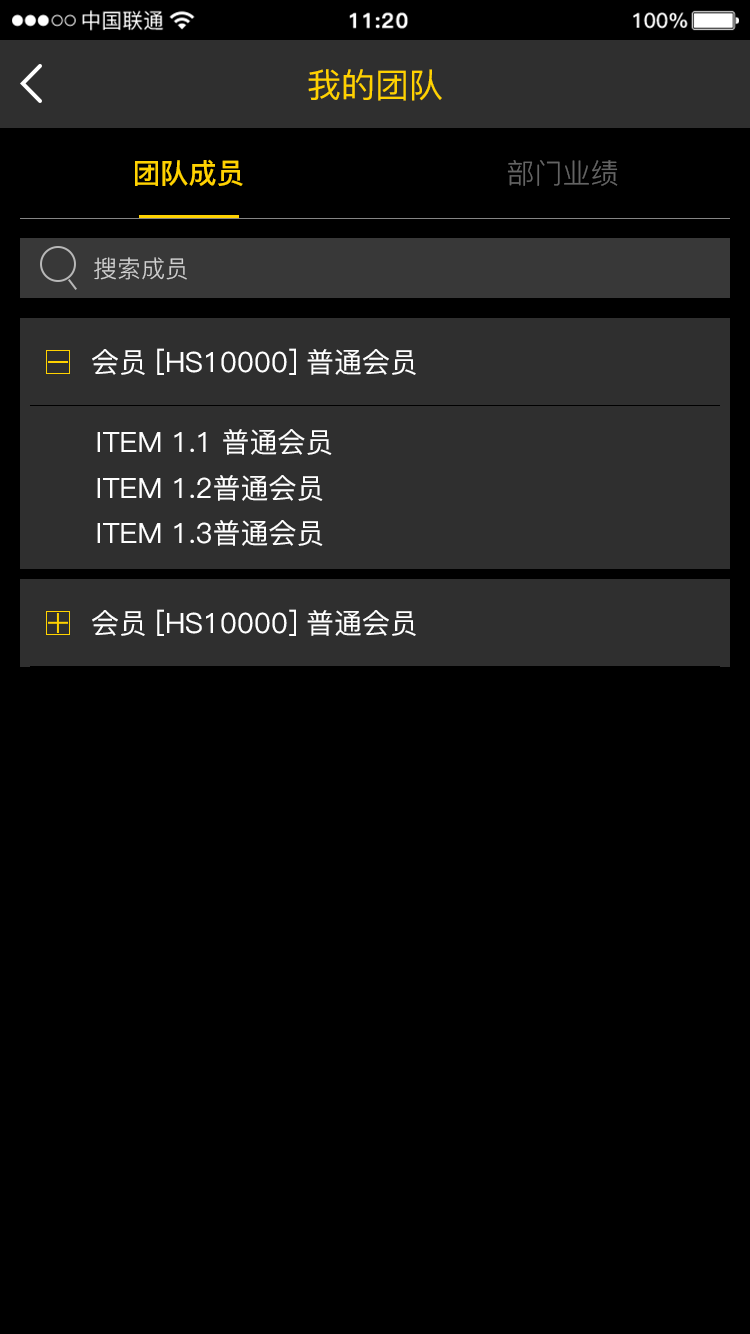 中国联通 11:20 100%
我的团队
团队成员 部门业绩
搜索成员
会员 [HS10000] 普通会员
ITEM 1.1 普通会员
ITEM 1.2普通会员
ITEM 1.3普通会员
会员 [HS10000] 普通会员